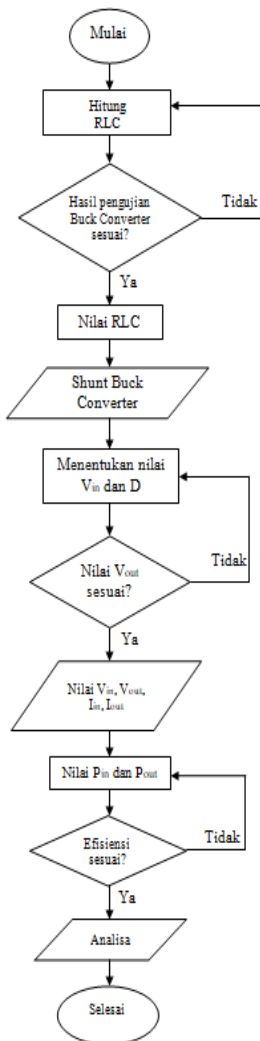 Mulai
Hitung
RLC
Hasil pengujian
Buck Converter
sesuai?
Tidak
Ya
Nilai RLC
Shunt Buck
Converter
Menentukan nilai
Vin dan D
Tidak
Nilai Vout
sesuai?
Ya
Nilai Vin, Vout,
Iin, Iout
Nilai Pin dan Pout
Efisiensi
sesuai?
Tidak
Ya
Analisa
Selesai